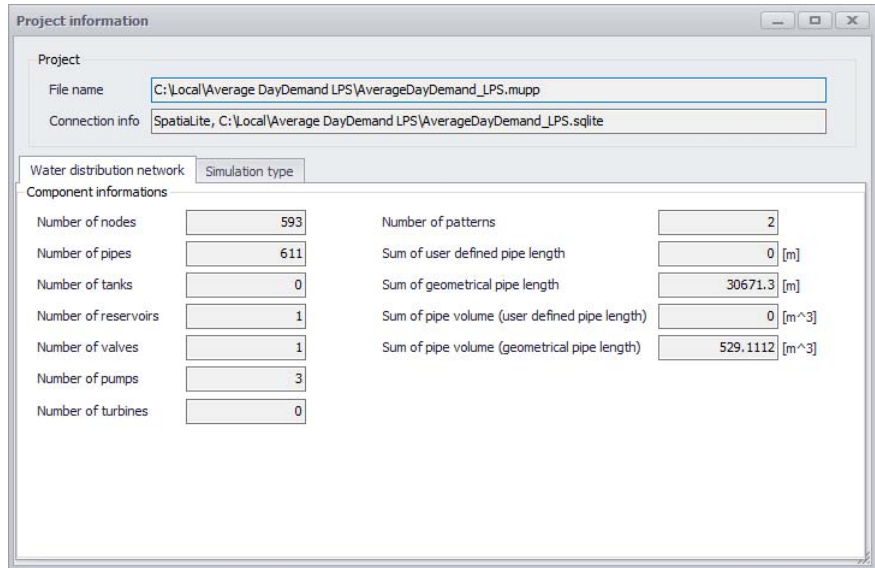 Project information
Project
File name C:\Local\Average DayDemand LPS\AverageDayDemand_LPS.mupp
Connection info SpatiaLite, C:\Local\Average DayDemand LPS\AverageDayDemand_LPS.sqlite
Water distribution network Simulation type
Component informations
Number of nodes 593 Number of patterns 2
Number of pipes 611 Sum of user defined pipe length 0 [m]
Number of tanks 0 Sum of geometrical pipe length 30671.3 [m]
Number of reservoirs 1 Sum of pipe volume (user defined pipe length) 0 [m^3]
Number of valves 1 Sum of pipe volume (geometrical pipe length) 529.1112 [m^3]
Number of pumps 3
Number of turbines 0